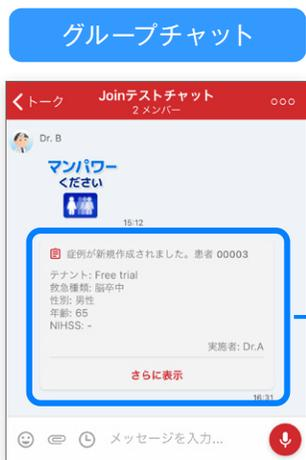 グループチャット
トーク
Joinテストチャット
2 メンバー
Dr. B
マンパワー
ください
15:12
症例が新規作成されました。患者 00003
テナント: Free trial
救急種類: 脳卒中
性別: 男性
年齢: 65
NIHSS: -
実施者: Dr.A
さらに表示
16:31
メッセージを入力...